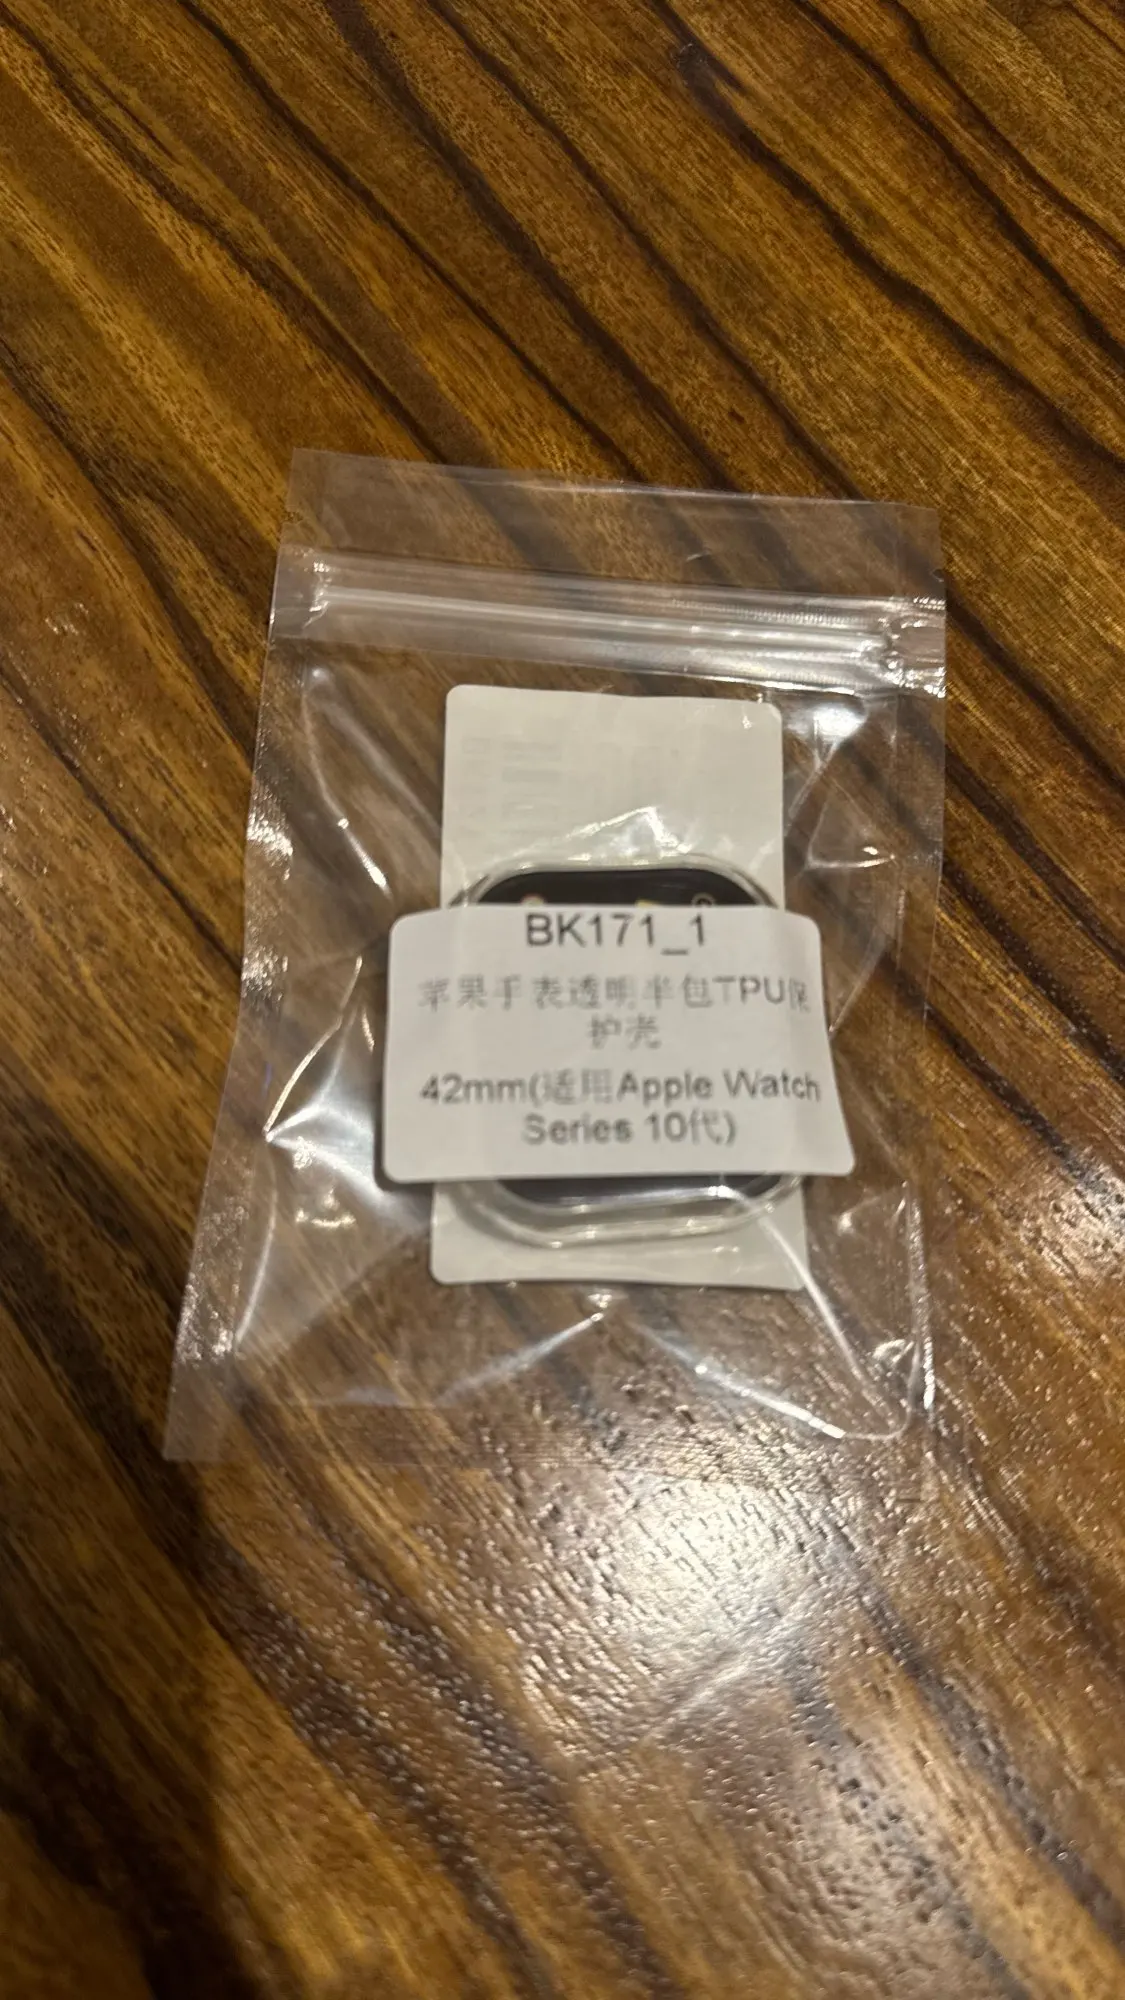 BK171_1
苹果手表透明半包TPU保
护壳
42mm(适用Apple Watch
Series 10代)